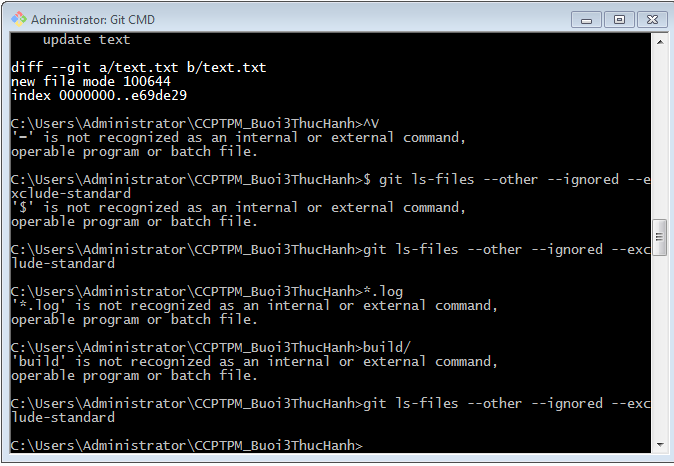 Administrator: Git CMD
update text
diff --git a/text.txt b/text.txt
new file mode 100644
index 0000000..e69de29
C:\Users\Administrator\CCPTPM_Buoi3ThucHanh>^V
'-' is not recognized as an internal or external command,
operable program or batch file.
C:\Users\Administrator\CCPTPM_Buoi3ThucHanh>$ git ls-files --other --ignored --e
xclude-standard
'$' is not recognized as an internal or external command,
operable program or batch file.
C:\Users\Administrator\CCPTPM_Buoi3ThucHanh>git ls-files --other --ignored --exc
lude-standard
C:\Users\Administrator\CCPTPM_Buoi3ThucHanh>*.log
'*.log' is not recognized as an internal or external command,
operable program or batch file.
C:\Users\Administrator\CCPTPM_Buoi3ThucHanh>build/
'build' is not recognized as an internal or external command,
operable program or batch file.
C:\Users\Administrator\CCPTPM_Buoi3ThucHanh>git ls-files --other --ignored --exc
lude-standard
C:\Users\Administrator\CCPTPM_Buoi3ThucHanh>